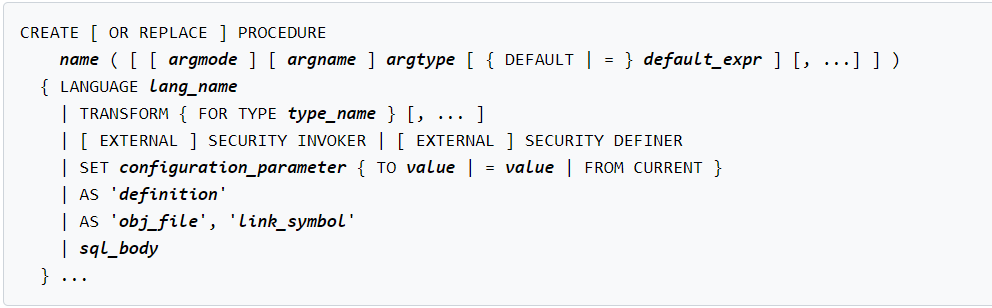 CREATE [ OR REPLACE ] PROCEDURE
    name ( [ [ argmode ] [ argname ] argtype [ { DEFAULT | = } default_expr ] [, ...] ] )
  { LANGUAGE lang_name
    | TRANSFORM { FOR TYPE type_name } [, ... ]
    | [ EXTERNAL ] SECURITY INVOKER | [ EXTERNAL ] SECURITY DEFINER
    | SET configuration_parameter { TO value | = value | FROM CURRENT }
    | AS 'definition'
    | AS 'obj_file', 'link_symbol'
    | sql_body
  } ...